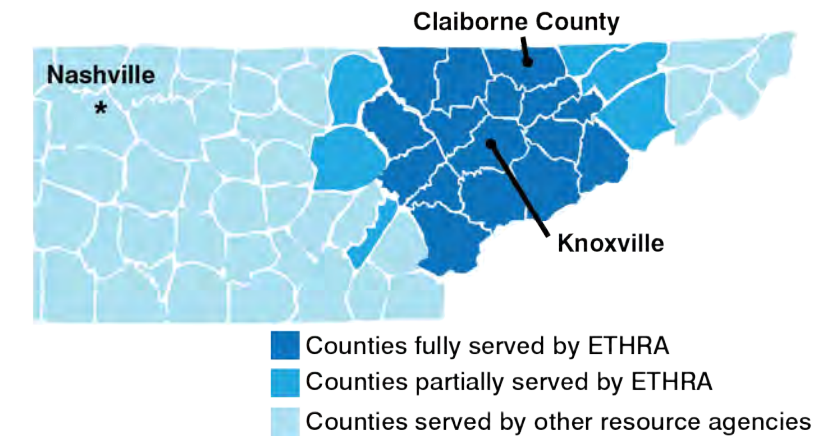 Claiborne County
Nashville
*
Knoxville
Counties fully served by ETHRA
Counties partially served by ETHRA
Counties served by other resource agencies